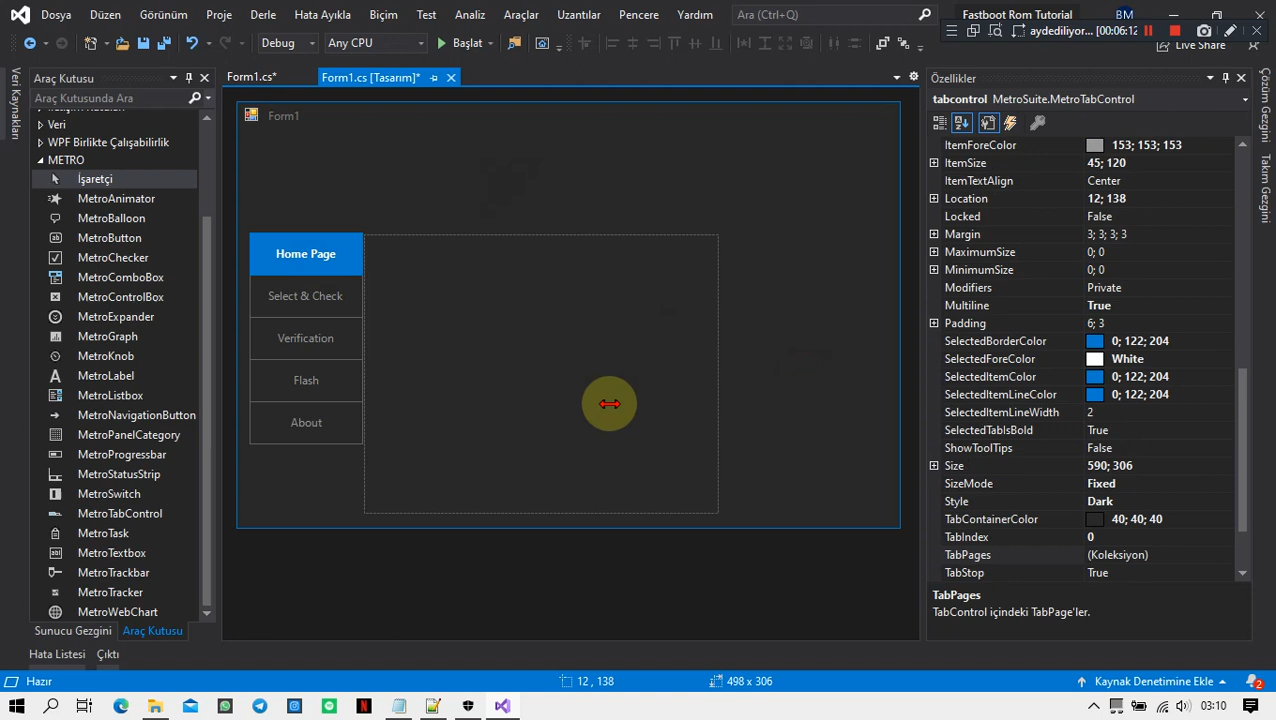 Dosya Düzen Görünüm Git Proje Derle Hata Ayıkla Biçim Test Analiz Araçlar Uzantılar Pencere Yardım Ara (Ctrl+Q) Fastboot Rom Tutorial BM
aydediliyor... 00:06:12
Debug Any CPU Başlat Live Share
Araç Kutusu
Form1.cs*
Form1.cs [Tasarım]*
Özellikler
Araç Kutusunda Ara
tabcontrol MetroSuite.MetroTabControl
Veri Kaynakları
Veri
WPF Birlikte Çalışabilirlik
METRO
İşaretçi
MetroAnimator
MetroBalloon
MetroButton
MetroChecker
MetroComboBox
MetroControlBox
MetroExpander
MetroGraph
MetroKnob
MetroLabel
MetroListbox
MetroNavigationButton
MetroPanelCategory
MetroProgressbar
MetroStatusStrip
MetroSwitch
MetroTabControl
MetroTask
MetroTextbox
MetroTrackbar
MetroTracker
MetroWebChart
Sunucu Gezgini Araç Kutusu
Form1
Home Page
Select & Check
Verification
Flash
About
ItemForeColor 153; 153; 153
ItemSize 45; 120
ItemTextAlign Center
Location 12; 138
Locked False
Margin 3; 3; 3; 3
MaximumSize 0; 0
MinimumSize 0; 0
Modifiers Private
Multiline True
Padding 6; 3
SelectedBorderColor 0; 122; 204
SelectedForeColor White
SelectedItemColor 0; 122; 204
SelectedItemLineColor 0; 122; 204
SelectedItemLineWidth 2
SelectedTabIsBold True
ShowToolTips False
Size 590; 306
SizeMode Fixed
Style Dark
TabContainerColor 40; 40; 40
TabIndex 0
TabPages (Koleksiyon)
TabStop True
TabPages
TabControl içindeki TabPage'ler.
Çözüm Gezgini
Takım Gezgini
Hata Listesi Çıktı
Hazır 12 , 138 498 x 306 Kaynak Denetimine Ekle 2
03:10